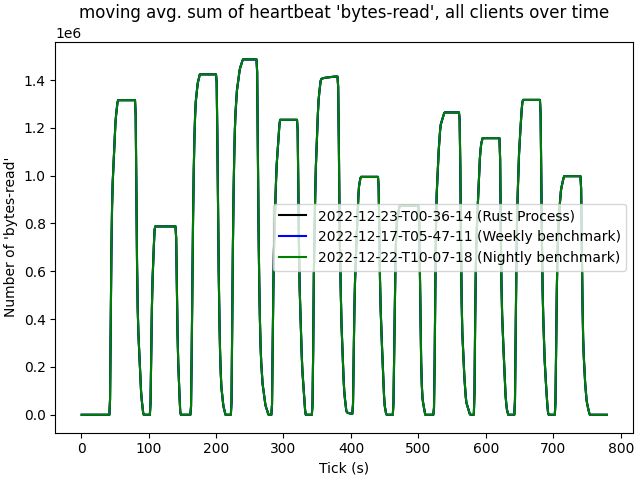 moving avg. sum of heartbeat 'bytes-read', all clients over time
1e6
1.4
1.2
1.0
0.8
0.6
0.4
0.2
0.0
Number of 'bytes-read'
2022-12-23-T00-36-14 (Rust Process)
2022-12-17-T05-47-11 (Weekly benchmark)
2022-12-22-T10-07-18 (Nightly benchmark)
0 100 200 300 400 500 600 700 800
Tick (s)